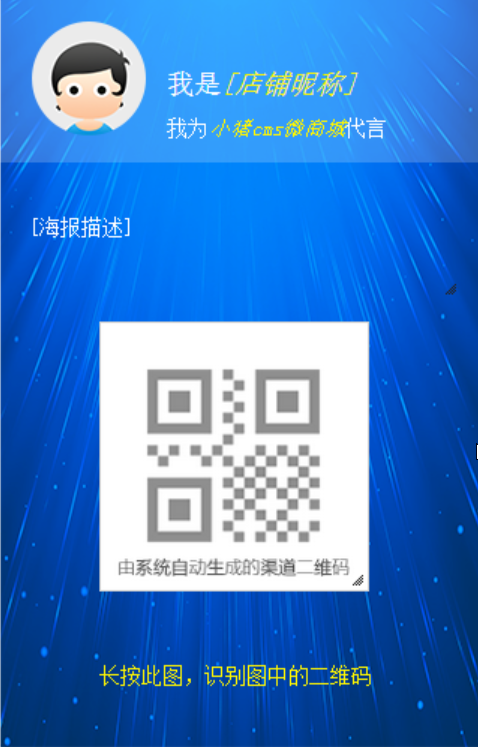 我是[店铺昵称]
我为小猪cms微商城代言
[海报描述]
由系统自动生成的渠道二维码
长按此图，识别图中的二维码